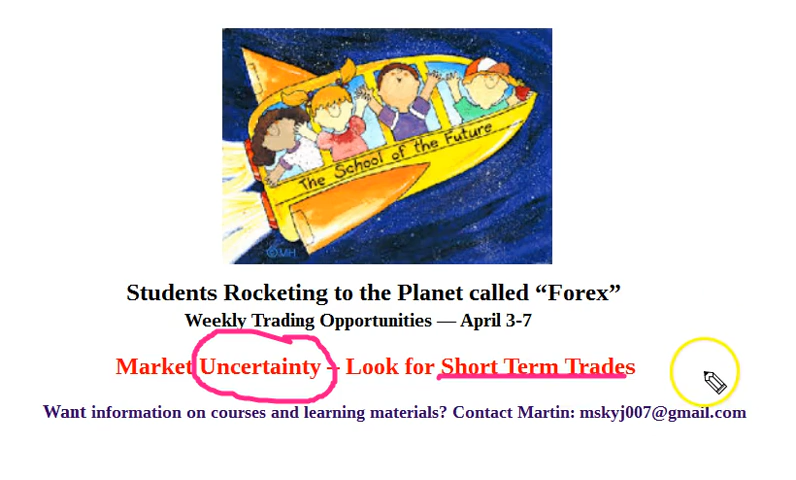 The School of the Future
©MH
Students Rocketing to the Planet called “Forex”
Weekly Trading Opportunities — April 3-7
Market Uncertainty – Look for Short Term Trades
Want information on courses and learning materials? Contact Martin: mskyj007@gmail.com